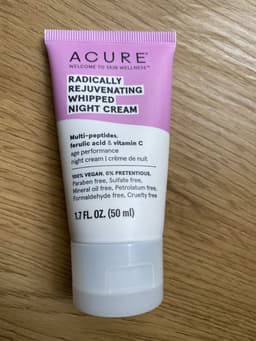 ACURE™
WELCOME TO SKIN WELLNESS™
RADICALLY
REJUVENATING
WHIPPED
NIGHT CREAM
Multi-peptides,
ferulic acid & vitamin C
age performance
night cream | crème de nuit
100% VEGAN, 0% PRETENTIOUS,
Paraben free, Sulfate free,
Mineral oil free, Petrolatum free,
Formaldehyde free, Cruelty free
1.7 FL. OZ. (50 ml)